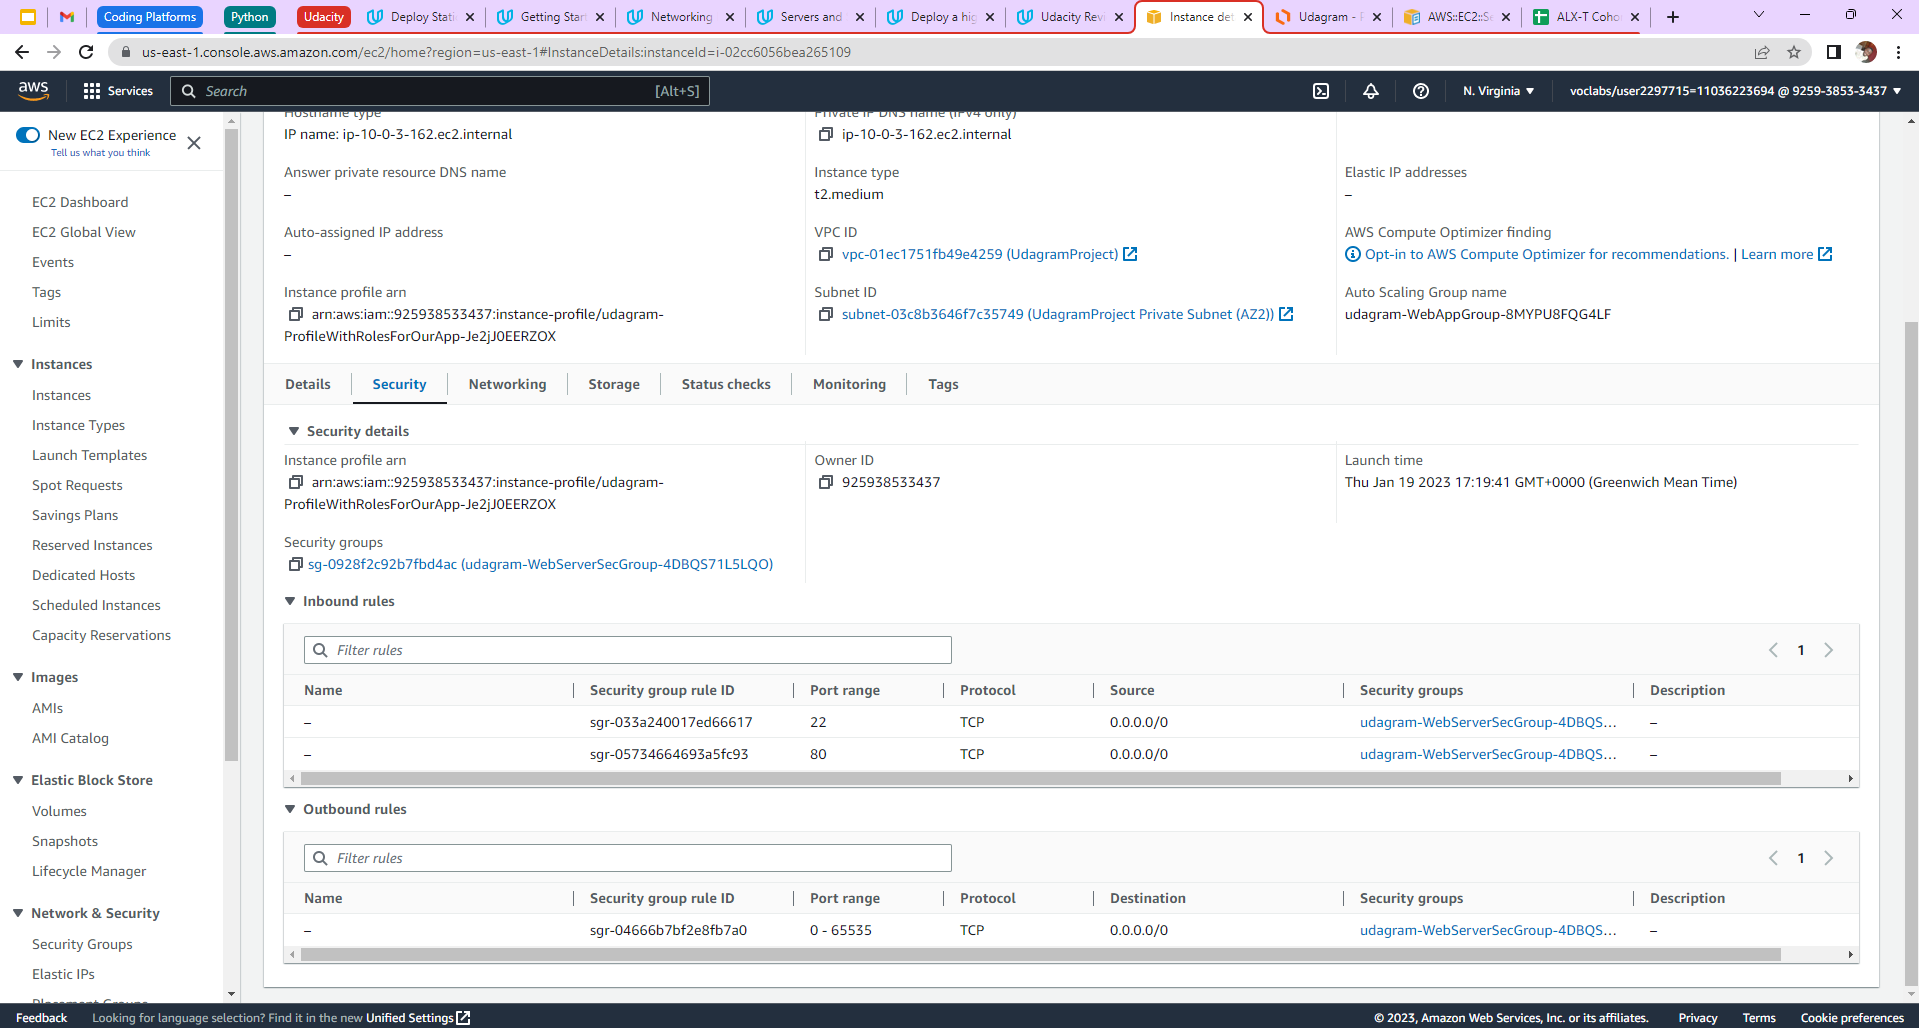 Coding Platforms
Python
Udacity
Deploy Stati
Getting Star
Networking
Servers and
Deploy a hig
Udacity Rev
Instance det
Udagram -
AWS::EC2::Se
ALX-T Coho
us-east-1.console.aws.amazon.com/ec2/home?region=us-east-1#InstanceDetails:instanceId=i-02cc6056bea265109
aws
Services
Search
[Alt+S]
N. Virginia
voclabs/user2297715=11036223694 @ 9259-3853-3437
New EC2 Experience
Tell us what you think
EC2 Dashboard
EC2 Global View
Events
Tags
Limits
Instances
Instances
Instance Types
Launch Templates
Spot Requests
Savings Plans
Reserved Instances
Dedicated Hosts
Scheduled Instances
Capacity Reservations
Images
AMIs
AMI Catalog
Elastic Block Store
Volumes
Snapshots
Lifecycle Manager
Network & Security
Security Groups
Elastic IPs
Placement Groups
Hostname type
IP name: ip-10-0-3-162.ec2.internal
Private IP DNS name (IPv4 only)
ip-10-0-3-162.ec2.internal
Answer private resource DNS name
–
Instance type
t2.medium
Elastic IP addresses
–
Auto-assigned IP address
–
VPC ID
vpc-01ec1751fb49e4259 (UdagramProject)
AWS Compute Optimizer finding
Opt-in to AWS Compute Optimizer for recommendations. | Learn more
Instance profile arn
arn:aws:iam::925938533437:instance-profile/udagram-
ProfileWithRolesForOurApp-Je2jJ0EERZOX
Subnet ID
subnet-03c8b3646f7c35749 (UdagramProject Private Subnet (AZ2))
Auto Scaling Group name
udagram-WebAppGroup-8MYPU8FQG4LF
Details
Security
Networking
Storage
Status checks
Monitoring
Tags
Security details
Instance profile arn
arn:aws:iam::925938533437:instance-profile/udagram-
ProfileWithRolesForOurApp-Je2jJ0EERZOX
Owner ID
925938533437
Launch time
Thu Jan 19 2023 17:19:41 GMT+0000 (Greenwich Mean Time)
Security groups
sg-0928f2c92b7fbd4ac (udagram-WebServerSecGroup-4DBQS71L5LQO)
Inbound rules
Filter rules
1
Name Security group rule ID Port range Protocol Source Security groups Description
– sgr-033a240017ed66617 22 TCP 0.0.0.0/0 udagram-WebServerSecGroup-4DBQS... –
– sgr-05734664693a5fc93 80 TCP 0.0.0.0/0 udagram-WebServerSecGroup-4DBQS... –
Outbound rules
Filter rules
1
Name Security group rule ID Port range Protocol Destination Security groups Description
– sgr-04666b7bf2e8fb7a0 0 - 65535 TCP 0.0.0.0/0 udagram-WebServerSecGroup-4DBQS... –
Feedback
Looking for language selection? Find it in the new Unified Settings
© 2023, Amazon Web Services, Inc. or its affiliates.
Privacy
Terms
Cookie preferences